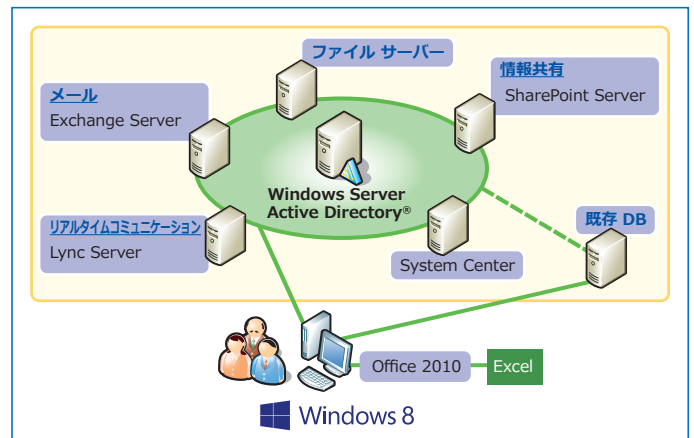 ファイル サーバー
メール
Exchange Server
情報共有
SharePoint Server
Windows Server
Active Directory®
リアルタイムコミュニケーション
Lync Server
System Center
既存 DB
Office 2010
Excel
Windows 8